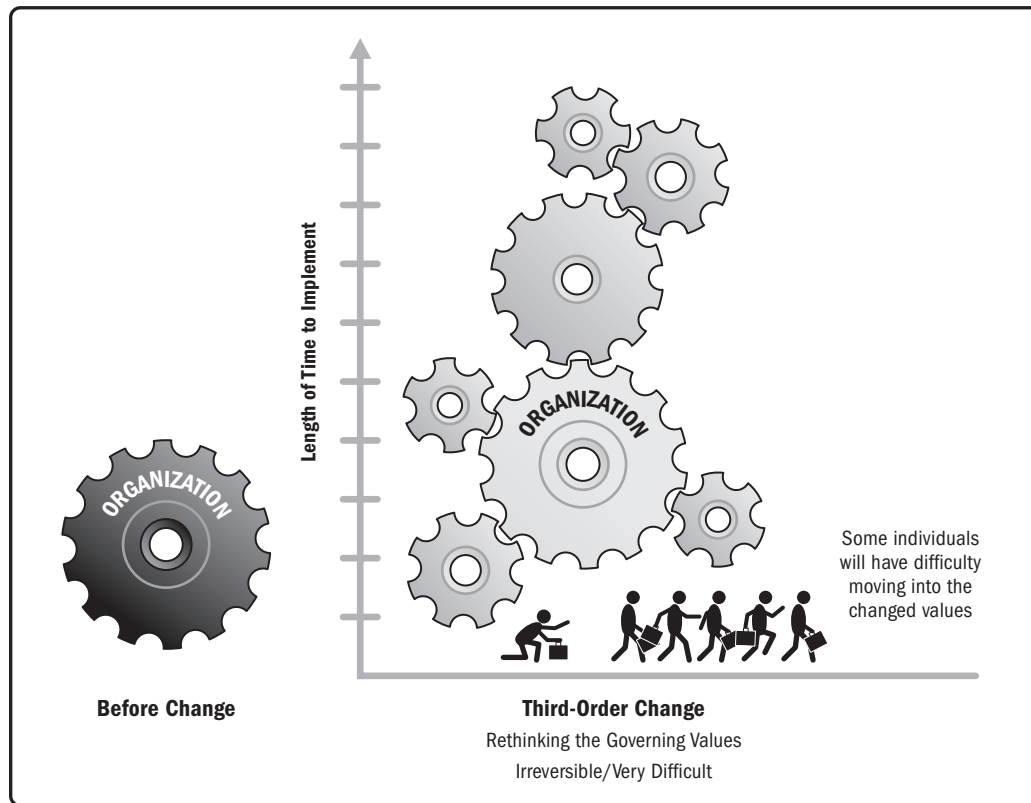 Length of Time to Implement
ORGANIZATION
ORGANIZATION
Some individuals
will have difficulty
moving into the
changed values
Before Change
Third-Order Change
Rethinking the Governing Values
Irreversible/Very Difficult